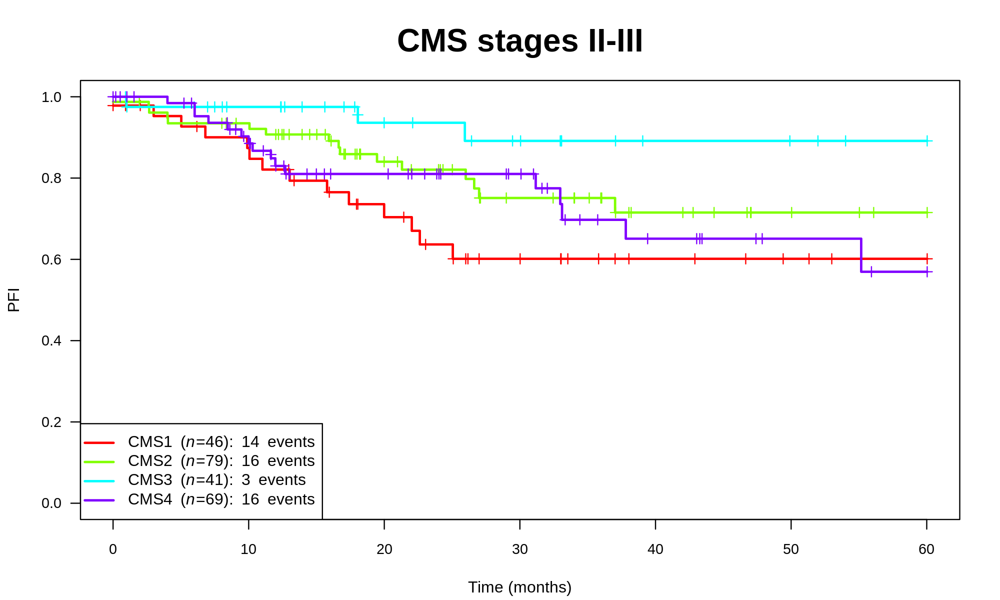 CMS stages II-III
1.0
0.8
0.6
0.4
0.2
0.0
PFI
CMS1 (n=46): 14 events
CMS2 (n=79): 16 events
CMS3 (n=41): 3 events
CMS4 (n=69): 16 events
0 10 20 30 40 50 60
Time (months)